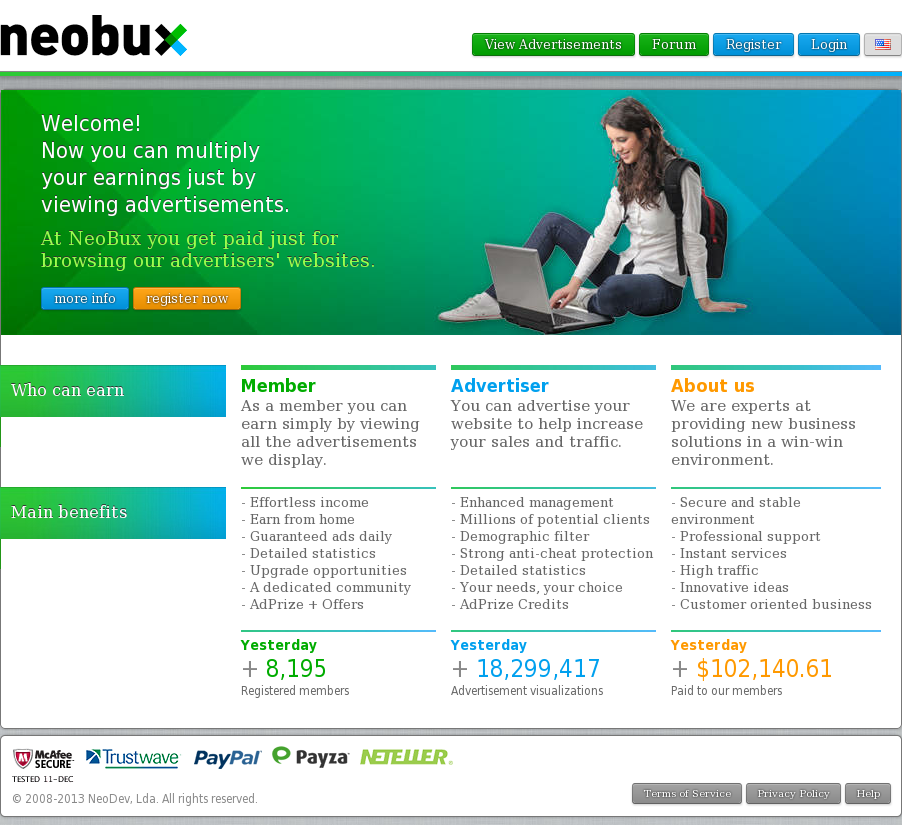 neobux
View Advertisements Forum Register Login
Welcome!
Now you can multiply
your earnings just by
viewing advertisements.
At NeoBux you get paid just for
browsing our advertisers' websites.
more info register now
Who can earn
Member
As a member you can
earn simply by viewing
all the advertisements
we display.
Advertiser
You can advertise your
website to help increase
your sales and traffic.
About us
We are experts at
providing new business
solutions in a win-win
environment.
Main benefits
- Effortless income
- Earn from home
- Guaranteed ads daily
- Detailed statistics
- Upgrade opportunities
- A dedicated community
- AdPrize + Offers
- Enhanced management
- Millions of potential clients
- Demographic filter
- Strong anti-cheat protection
- Detailed statistics
- Your needs, your choice
- AdPrize Credits
- Secure and stable
environment
- Professional support
- Instant services
- High traffic
- Innovative ideas
- Customer oriented business
Yesterday
+ 8,195
Registered members
Yesterday
+ 18,299,417
Advertisement visualizations
Yesterday
+ $102,140.61
Paid to our members
McAfee
SECURE
TESTED 11-DEC
Trustwave
PayPal
Payza
NETELLER
© 2008-2013 NeoDev, Lda. All rights reserved.
Terms of Service Privacy Policy Help